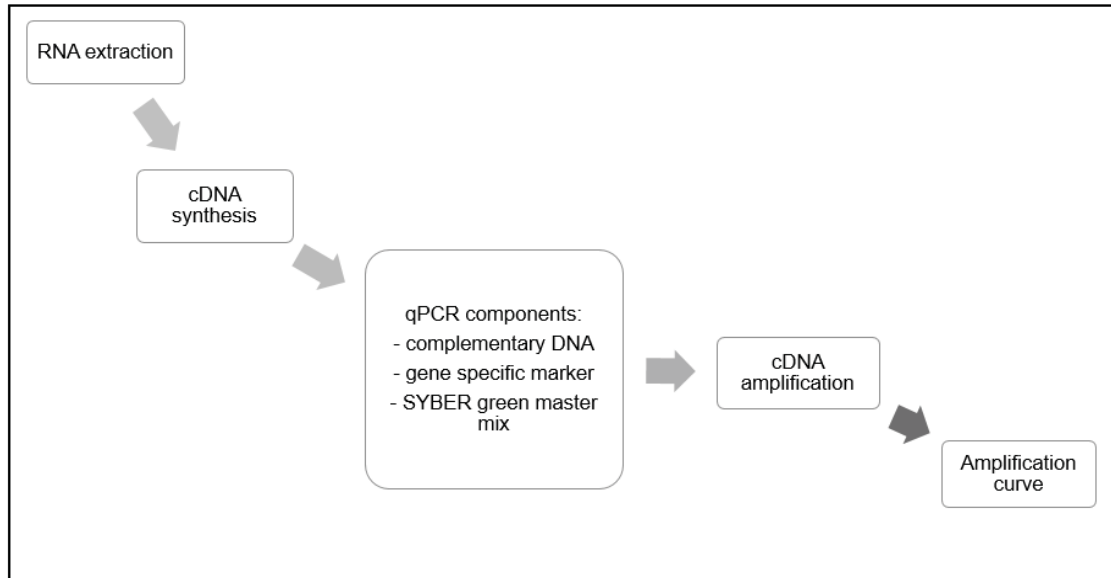 RNA extraction
cDNA
synthesis
qPCR components:
- complementary DNA
- gene specific marker
- SYBER green master
mix
cDNA
amplification
Amplification
curve